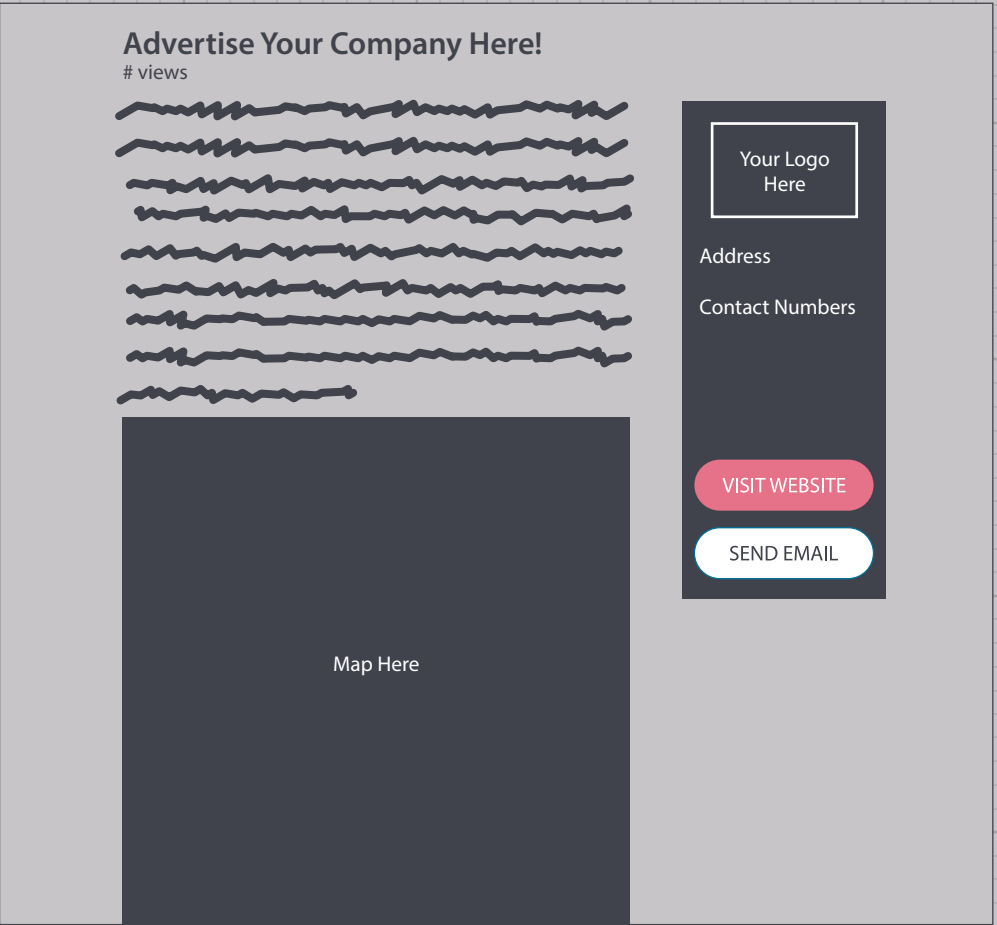 Advertise Your Company Here!
# views
Your Logo
Here
Address
Contact Numbers
VISIT WEBSITE
SEND EMAIL
Map Here